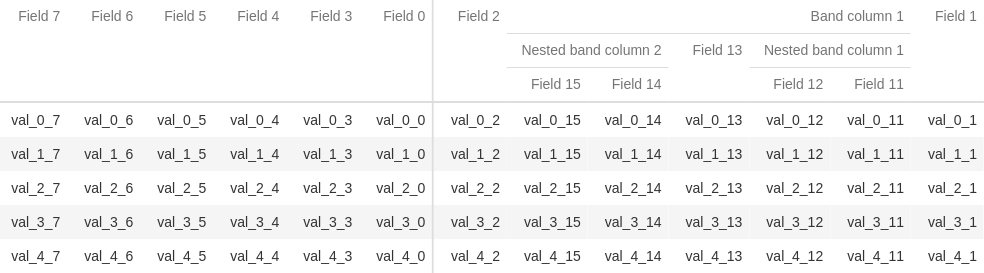 Field 7 Field 6 Field 5 Field 4 Field 3 Field 0 Field 2 Band column 1 Field 1
Nested band column 2 Field 13 Nested band column 1
Field 15 Field 14 Field 12 Field 11
val_0_7 val_0_6 val_0_5 val_0_4 val_0_3 val_0_0 val_0_2 val_0_15 val_0_14 val_0_13 val_0_12 val_0_11 val_0_1
val_1_7 val_1_6 val_1_5 val_1_4 val_1_3 val_1_0 val_1_2 val_1_15 val_1_14 val_1_13 val_1_12 val_1_11 val_1_1
val_2_7 val_2_6 val_2_5 val_2_4 val_2_3 val_2_0 val_2_2 val_2_15 val_2_14 val_2_13 val_2_12 val_2_11 val_2_1
val_3_7 val_3_6 val_3_5 val_3_4 val_3_3 val_3_0 val_3_2 val_3_15 val_3_14 val_3_13 val_3_12 val_3_11 val_3_1
val_4_7 val_4_6 val_4_5 val_4_4 val_4_3 val_4_0 val_4_2 val_4_15 val_4_14 val_4_13 val_4_12 val_4_11 val_4_1